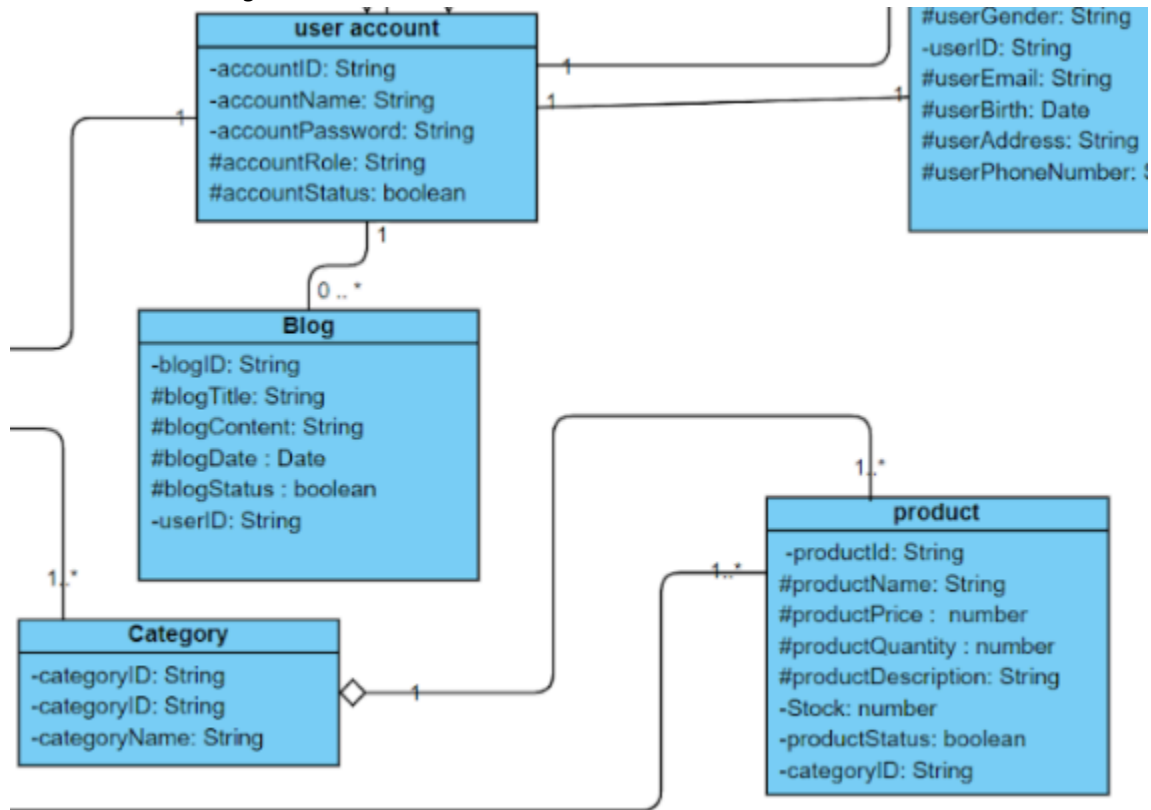 user account
-accountID: String
-accountName: String
-accountPassword: String
#accountRole: String
#accountStatus: boolean
#userGender: String
-userID: String
#userEmail: String
#userBirth: Date
#userAddress: String
#userPhoneNumber:
1
1
1
1
1
0 .. *
Blog
-blogID: String
#blogTitle: String
#blogContent: String
#blogDate : Date
#blogStatus : boolean
-userID: String
1..*
Category
-categoryID: String
-categoryID: String
-categoryName: String
1
1..*
1..*
product
-productId: String
#productName: String
#productPrice : number
#productQuantity : number
#productDescription: String
-Stock: number
-productStatus: boolean
-categoryID: String